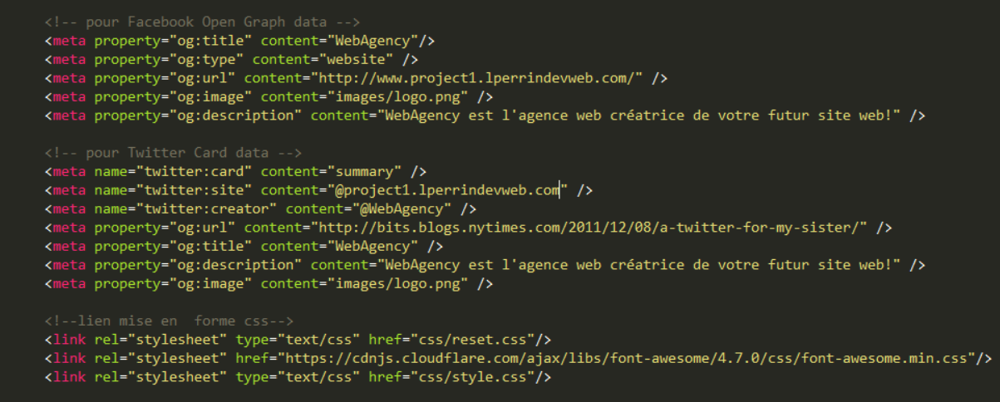 <!-- pour Facebook Open Graph data -->
<meta property="og:title" content="WebAgency"/>
<meta property="og:type" content="website" />
<meta property="og:url" content="http://www.project1.lperrindevweb.com/" />
<meta property="og:image" content="images/logo.png" />
<meta property="og:description" content="WebAgency est l'agence web créatrice de votre futur site web!" />
<!-- pour Twitter Card data -->
<meta name="twitter:card" content="summary" />
<meta name="twitter:site" content="@project1.lperrindevweb.com" />
<meta name="twitter:creator" content="@WebAgency" />
<meta property="og:url" content="http://bits.blogs.nytimes.com/2011/12/08/a-twitter-for-my-sister/" />
<meta property="og:title" content="WebAgency" />
<meta property="og:description" content="WebAgency est l'agence web créatrice de votre futur site web!" />
<meta property="og:image" content="images/logo.png" />
<!--lien mise en  forme css-->
<link rel="stylesheet" type="text/css" href="css/reset.css"/>
<link rel="stylesheet" href="https://cdnjs.cloudflare.com/ajax/libs/font-awesome/4.7.0/css/font-awesome.min.css"/>
<link rel="stylesheet" type="text/css" href="css/style.css"/>